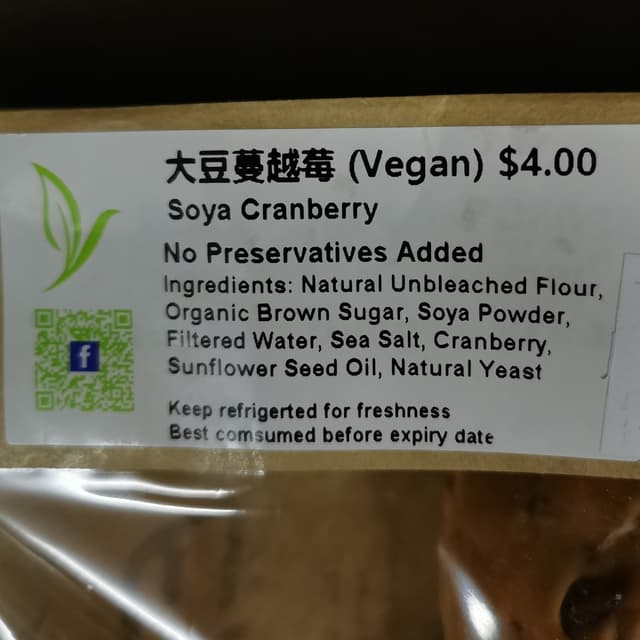 大豆蔓越莓 (Vegan) $4.00
Soya Cranberry
No Preservatives Added
Ingredients: Natural Unbleached Flour,
Organic Brown Sugar, Soya Powder,
Filtered Water, Sea Salt, Cranberry,
Sunflower Seed Oil, Natural Yeast
f
Keep refrigerted for freshness
Best comsumed before expiry date